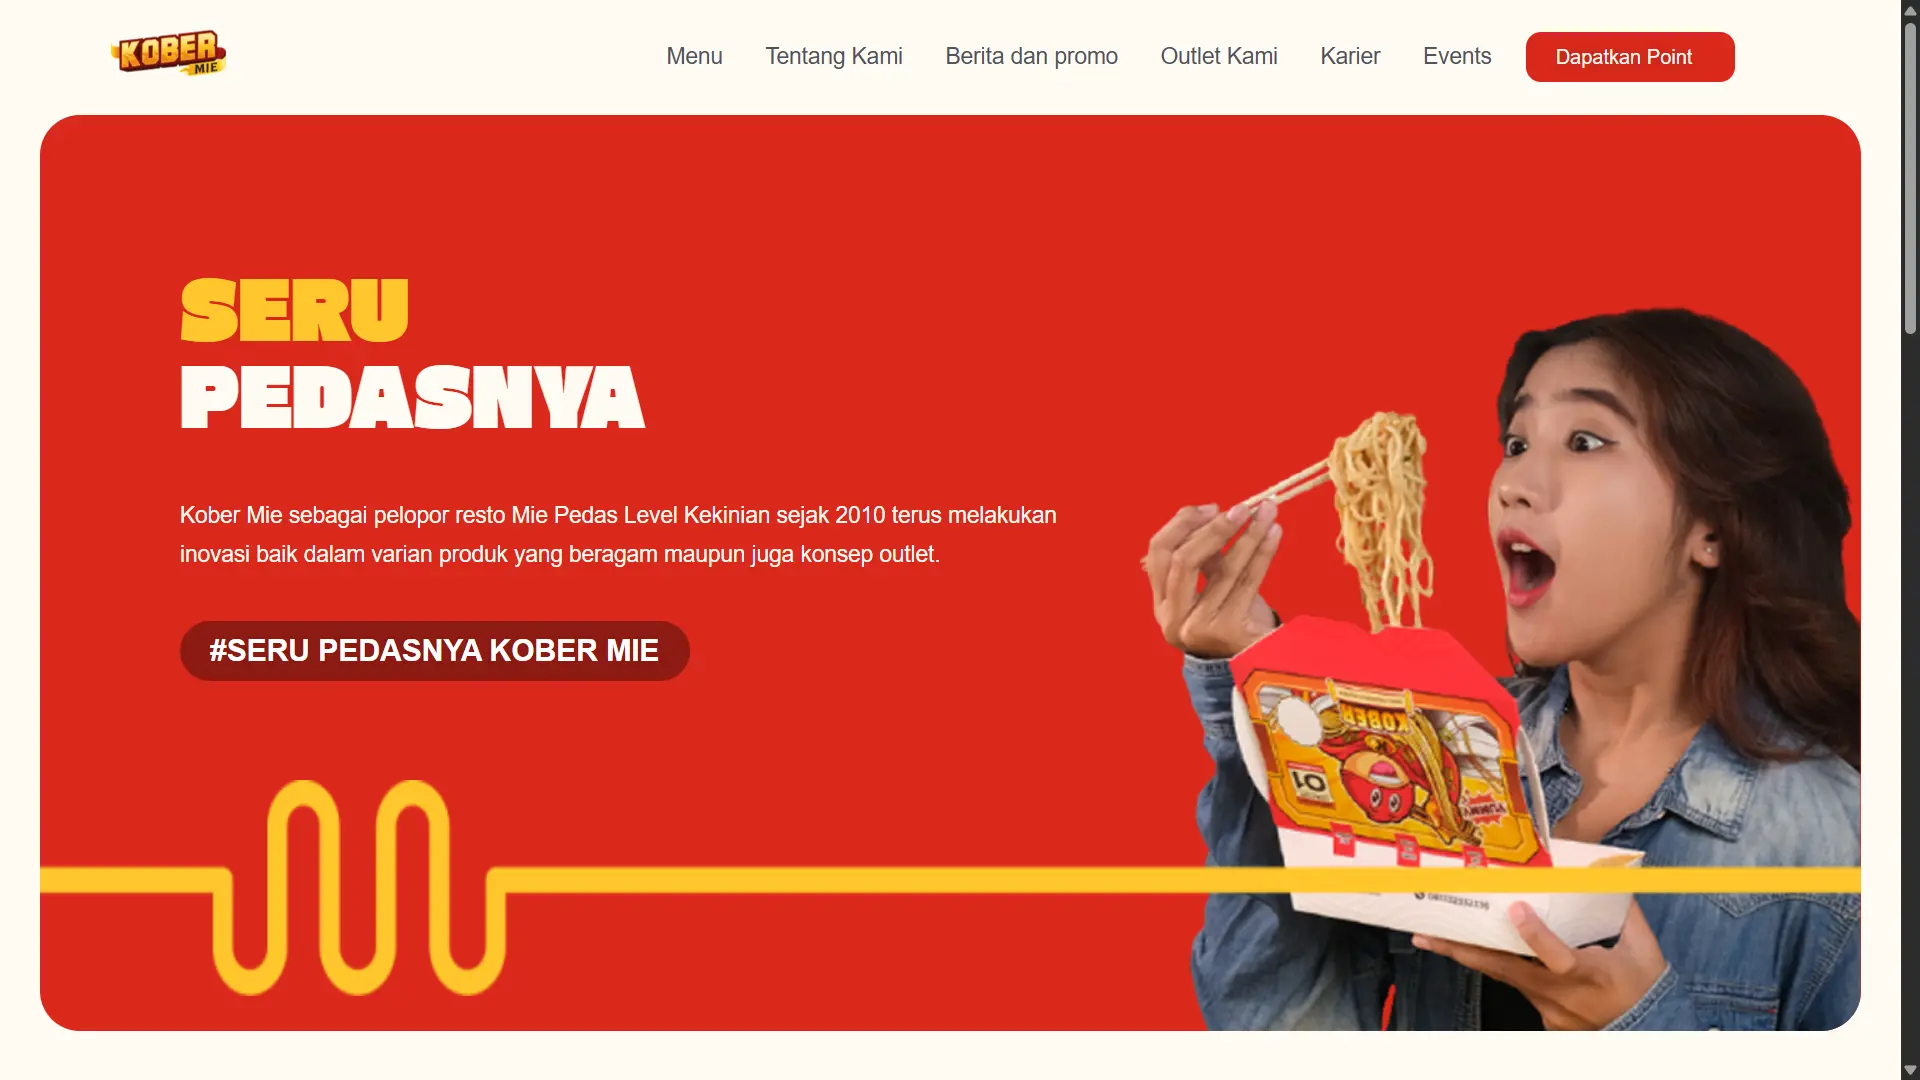 KOBER
MIE
Menu
Tentang Kami
Berita dan promo
Outlet Kami
Karier
Events
Dapatkan Point
SERU
PEDASNYA
Kober Mie sebagai pelopor resto Mie Pedas Level Kekinian sejak 2010 terus melakukan
inovasi baik dalam varian produk yang beragam maupun juga konsep outlet.
#SERU PEDASNYA KOBER MIE
KOBER
YUMMY